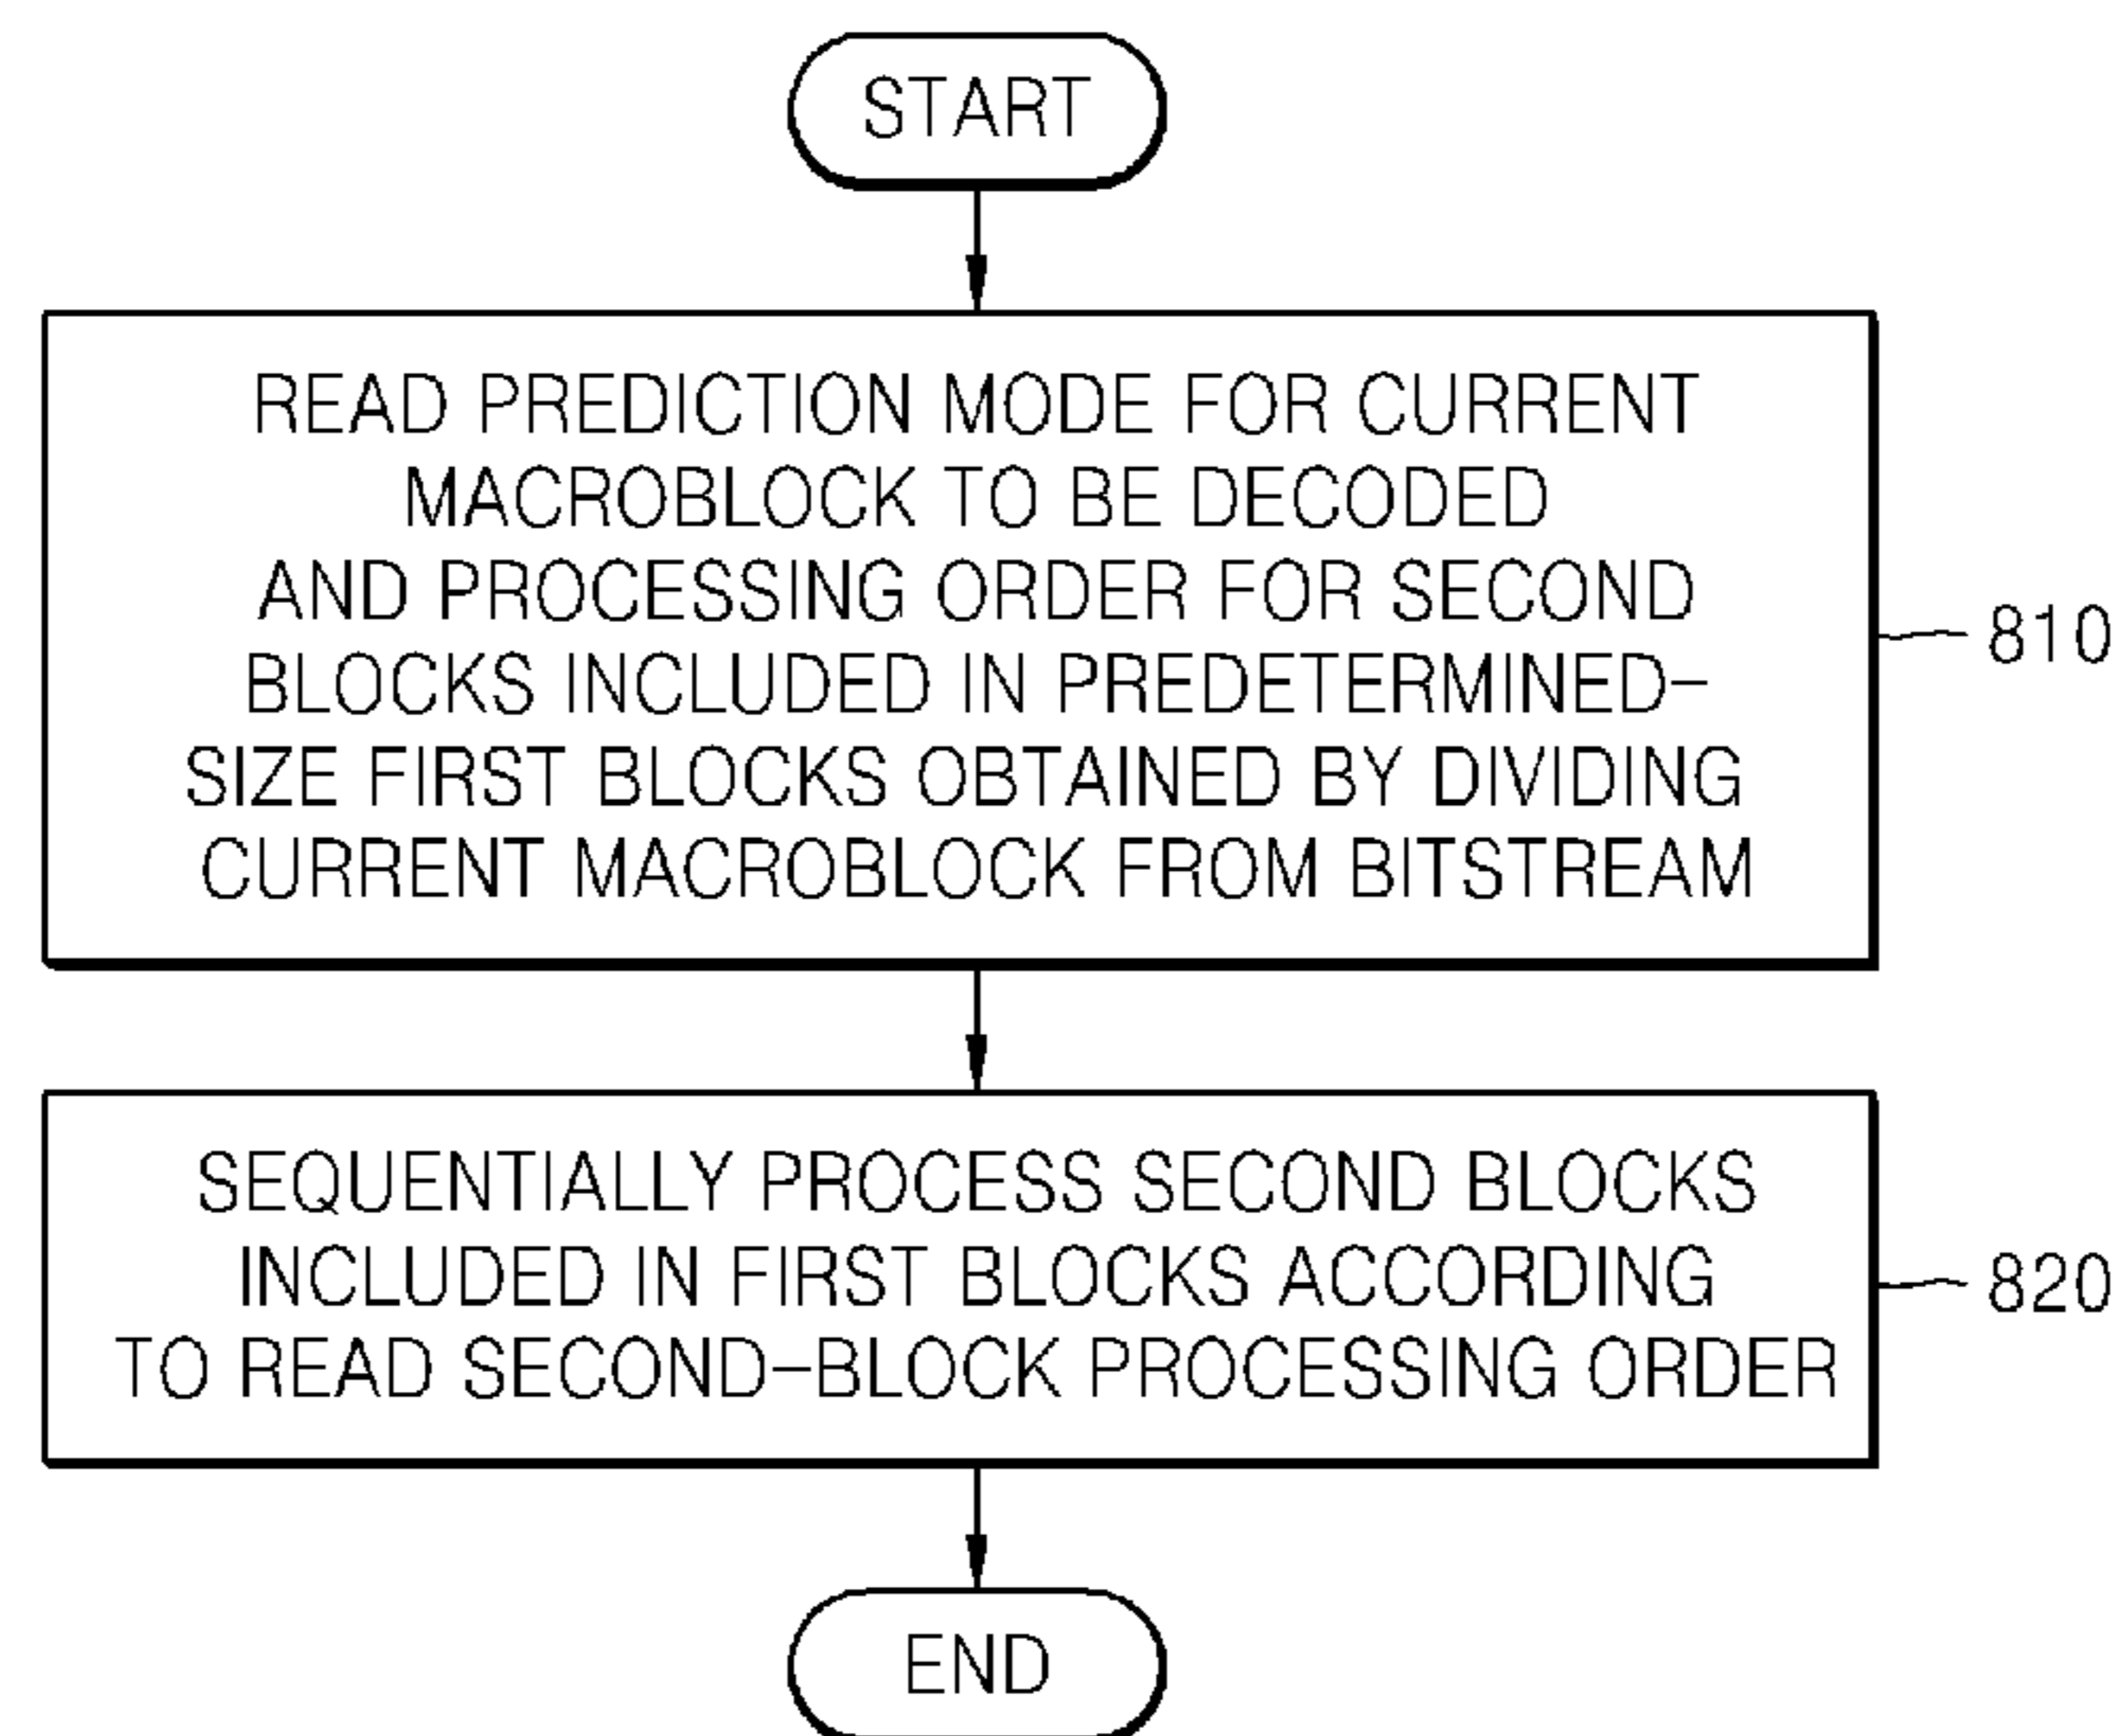 START
READ PREDICTION MODE FOR CURRENT
MACROBLOCK TO BE DECODED
AND PROCESSING ORDER FOR SECOND
BLOCKS INCLUDED IN PREDETERMINED-
SIZE FIRST BLOCKS OBTAINED BY DIVIDING
CURRENT MACROBLOCK FROM BITSTREAM
810
SEQUENTIALLY PROCESS SECOND BLOCKS
INCLUDED IN FIRST BLOCKS ACCORDING
TO READ SECOND-BLOCK PROCESSING ORDER
820
END